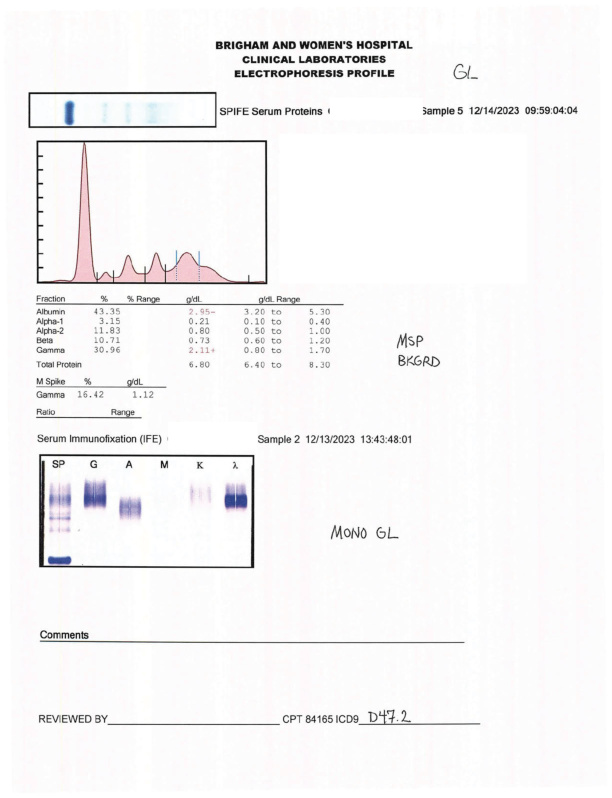 BRIGHAM AND WOMEN'S HOSPITAL
CLINICAL LABORATORIES
ELECTROPHORESIS PROFILE
GL
SPIFE Serum Proteins Sample 5 12/14/2023 09:59:04:04
Fraction % % Range g/dL g/dL Range
Albumin 43.35 2.95- 3.20 to 5.30
Alpha-1 3.15 0.21 0.10 to 0.40
Alpha-2 11.83 0.80 0.50 to 1.00
Beta 10.71 0.73 0.60 to 1.20
Gamma 30.96 2.11+ 0.80 to 1.70
Total Protein 6.80 6.40 to 8.30
MSP
BKGRD
M Spike % g/dL
Gamma 16.42 1.12
Ratio Range
Serum Immunofixation (IFE) Sample 2 12/13/2023 13:43:48:01
SP G A M K λ
MONO GL
Comments
REVIEWED BY CPT 84165 ICD9 D47.2